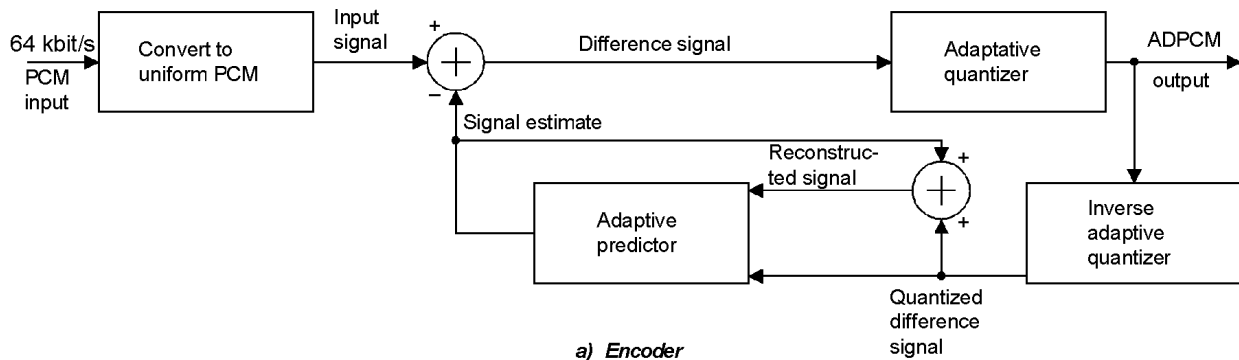 64 kbit/s
PCM
input
Convert to
uniform PCM
Input
signal
+
−
Difference signal
Adaptative
quantizer
ADPCM
output
Signal estimate
Reconstruc-
ted signal
+
+
Adaptive
predictor
Inverse
adaptive
quantizer
Quantized
difference
signal
a) Encoder